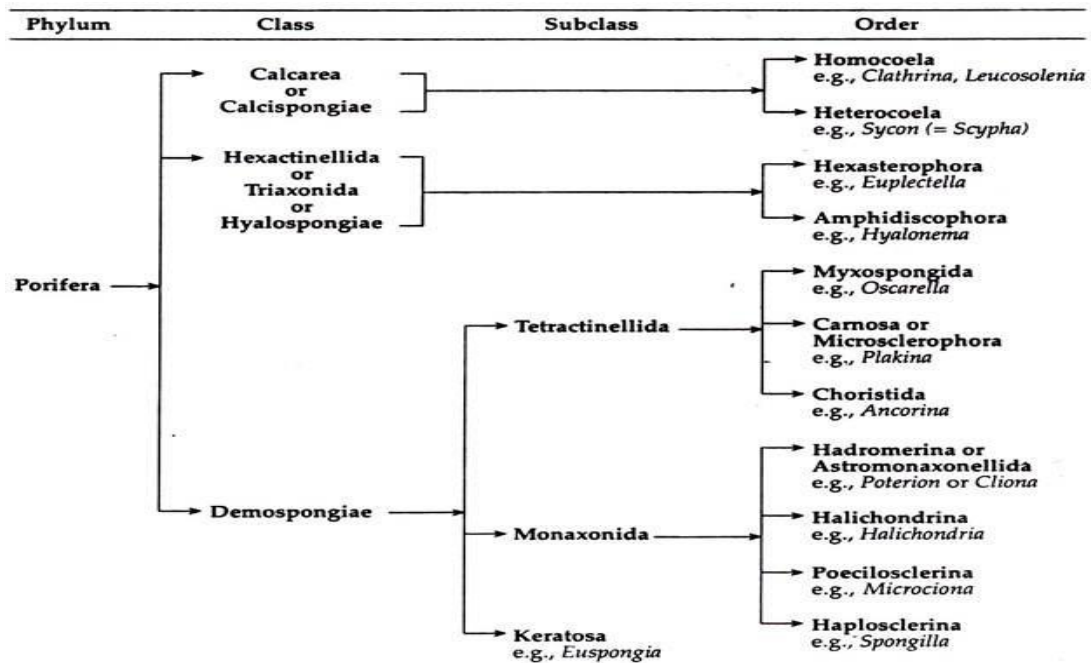 Phylum Class Subclass Order
Calcarea
or
Calcispongiae
Homocoela
e.g., Clathrina, Leucosolenia
Heterocoela
e.g., Sycon (= Scypha)
Hexactinellida
or
Triaxonida
or
Hyalospongiae
Hexasterophora
e.g., Euplectella
Amphidiscophora
e.g., Hyalonema
Porifera
Myxospongida
e.g., Oscarella
Tetractinellida
Carnosa or
Microsclerophora
e.g., Plakina
Choristida
e.g., Ancorina
Demospongiae
Hadromerina or
Astromonaxonellida
e.g., Poterion or Cliona
Monaxonida
Halichondrina
e.g., Halichondria
Poecilosclerina
e.g., Microciona
Haplosclerina
e.g., Spongilla
Keratosa
e.g., Euspongia